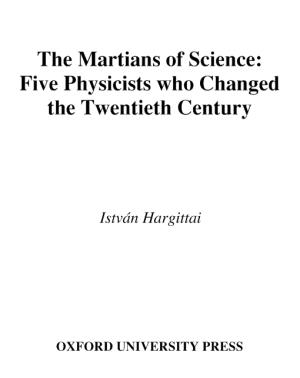 The Martians of Science:
Five Physicists who Changed
the Twentieth Century
István Hargittai
OXFORD UNIVERSITY PRESS